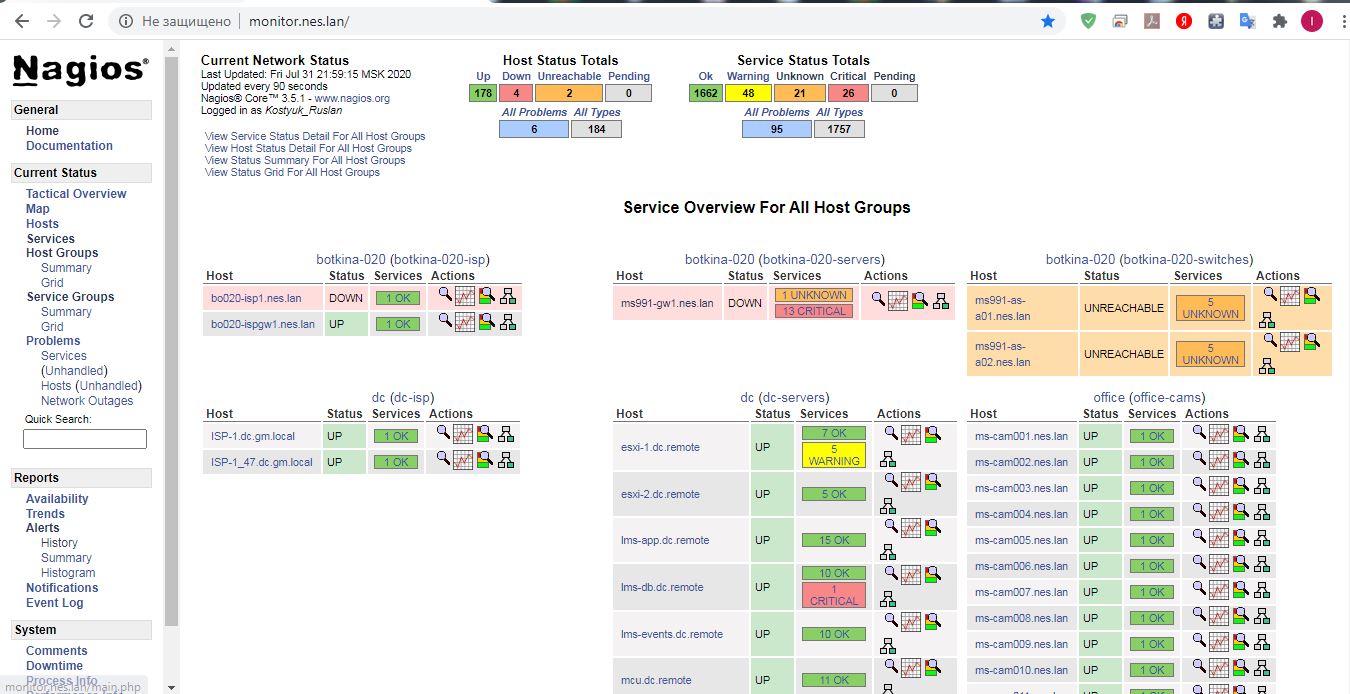 Не защищено | monitor.nes.lan/
Nagios®
General
Home
Documentation
Current Status
Tactical Overview
Map
Hosts
Services
Host Groups
Summary
Grid
Service Groups
Summary
Grid
Problems
Services
(Unhandled)
Hosts (Unhandled)
Network Outages
Quick Search:
Reports
Availability
Trends
Alerts
History
Summary
Histogram
Notifications
Event Log
System
Comments
Downtime
Process Info
monitor.nes.lan/main.php
Current Network Status
Last Updated: Fri Jul 31 21:59:15 MSK 2020
Updated every 90 seconds
Nagios® Core™ 3.5.1 - www.nagios.org
Logged in as Kostyuk_Ruslan
View Service Status Detail For All Host Groups
View Host Status Detail For All Host Groups
View Status Summary For All Host Groups
View Status Grid For All Host Groups
Host Status Totals
Up Down Unreachable Pending
178 4 2 0
All Problems All Types
6 184
Service Status Totals
Ok Warning Unknown Critical Pending
1662 48 21 26 0
All Problems All Types
95 1757
Service Overview For All Host Groups
botkina-020 (botkina-020-isp)
Host Status Services Actions
bo020-isp1.nes.lan DOWN 1 OK
bo020-ispgw1.nes.lan UP 1 OK
botkina-020 (botkina-020-servers)
Host Status Services Actions
ms991-gw1.nes.lan DOWN 1 UNKNOWN
13 CRITICAL
botkina-020 (botkina-020-switches)
Host Status Services Actions
ms991-as-
a01.nes.lan UNREACHABLE 5
UNKNOWN
ms991-as-
a02.nes.lan UNREACHABLE 5
UNKNOWN
dc (dc-isp)
Host Status Services Actions
ISP-1.dc.gm.local UP 1 OK
ISP-1_47.dc.gm.local UP 1 OK
dc (dc-servers)
Host Status Services Actions
esxi-1.dc.remote UP 7 OK
5
WARNING
esxi-2.dc.remote UP 5 OK
lms-app.dc.remote UP 15 OK
lms-db.dc.remote UP 10 OK
1
CRITICAL
lms-events.dc.remote UP 10 OK
mcu.dc.remote UP 11 OK
office (office-cams)
Host Status Services Actions
ms-cam001.nes.lan UP 1 OK
ms-cam002.nes.lan UP 1 OK
ms-cam003.nes.lan UP 1 OK
ms-cam004.nes.lan UP 1 OK
ms-cam005.nes.lan UP 1 OK
ms-cam006.nes.lan UP 1 OK
ms-cam007.nes.lan UP 1 OK
ms-cam008.nes.lan UP 1 OK
ms-cam009.nes.lan UP 1 OK
ms-cam010.nes.lan UP 1 OK